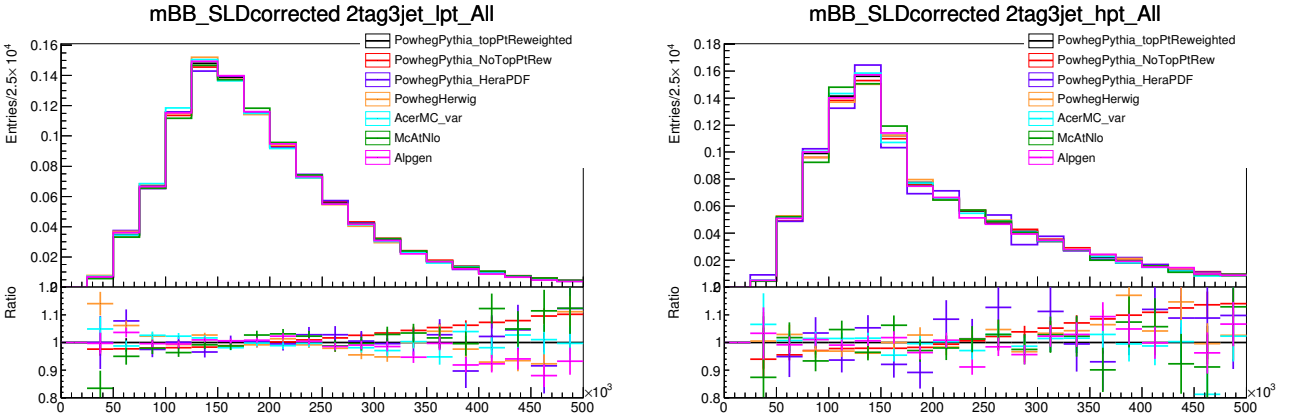 mBB_SLDcorrected 2tag3jet_lpt_All
Entries/2.5× 10⁴
0.16
0.14
0.12
0.1
0.08
0.06
0.04
0.02
PowhegPythia_topPtReweighted
PowhegPythia_NoTopPtRew
PowhegPythia_HeraPDF
PowhegHerwig
AcerMC_var
McAtNlo
Alpgen
Ratio
1.2
1.1
1
0.9
0.8
0 50 100 150 200 250 300 350 400 450 500
×10³
mBB_SLDcorrected 2tag3jet_hpt_All
Entries/2.5× 10⁴
0.18
0.16
0.14
0.12
0.1
0.08
0.06
0.04
0.02
PowhegPythia_topPtReweighted
PowhegPythia_NoTopPtRew
PowhegPythia_HeraPDF
PowhegHerwig
AcerMC_var
McAtNlo
Alpgen
Ratio
1.1
1
0.9
0.8
0 50 100 150 200 250 300 350 400 450 500
×10³